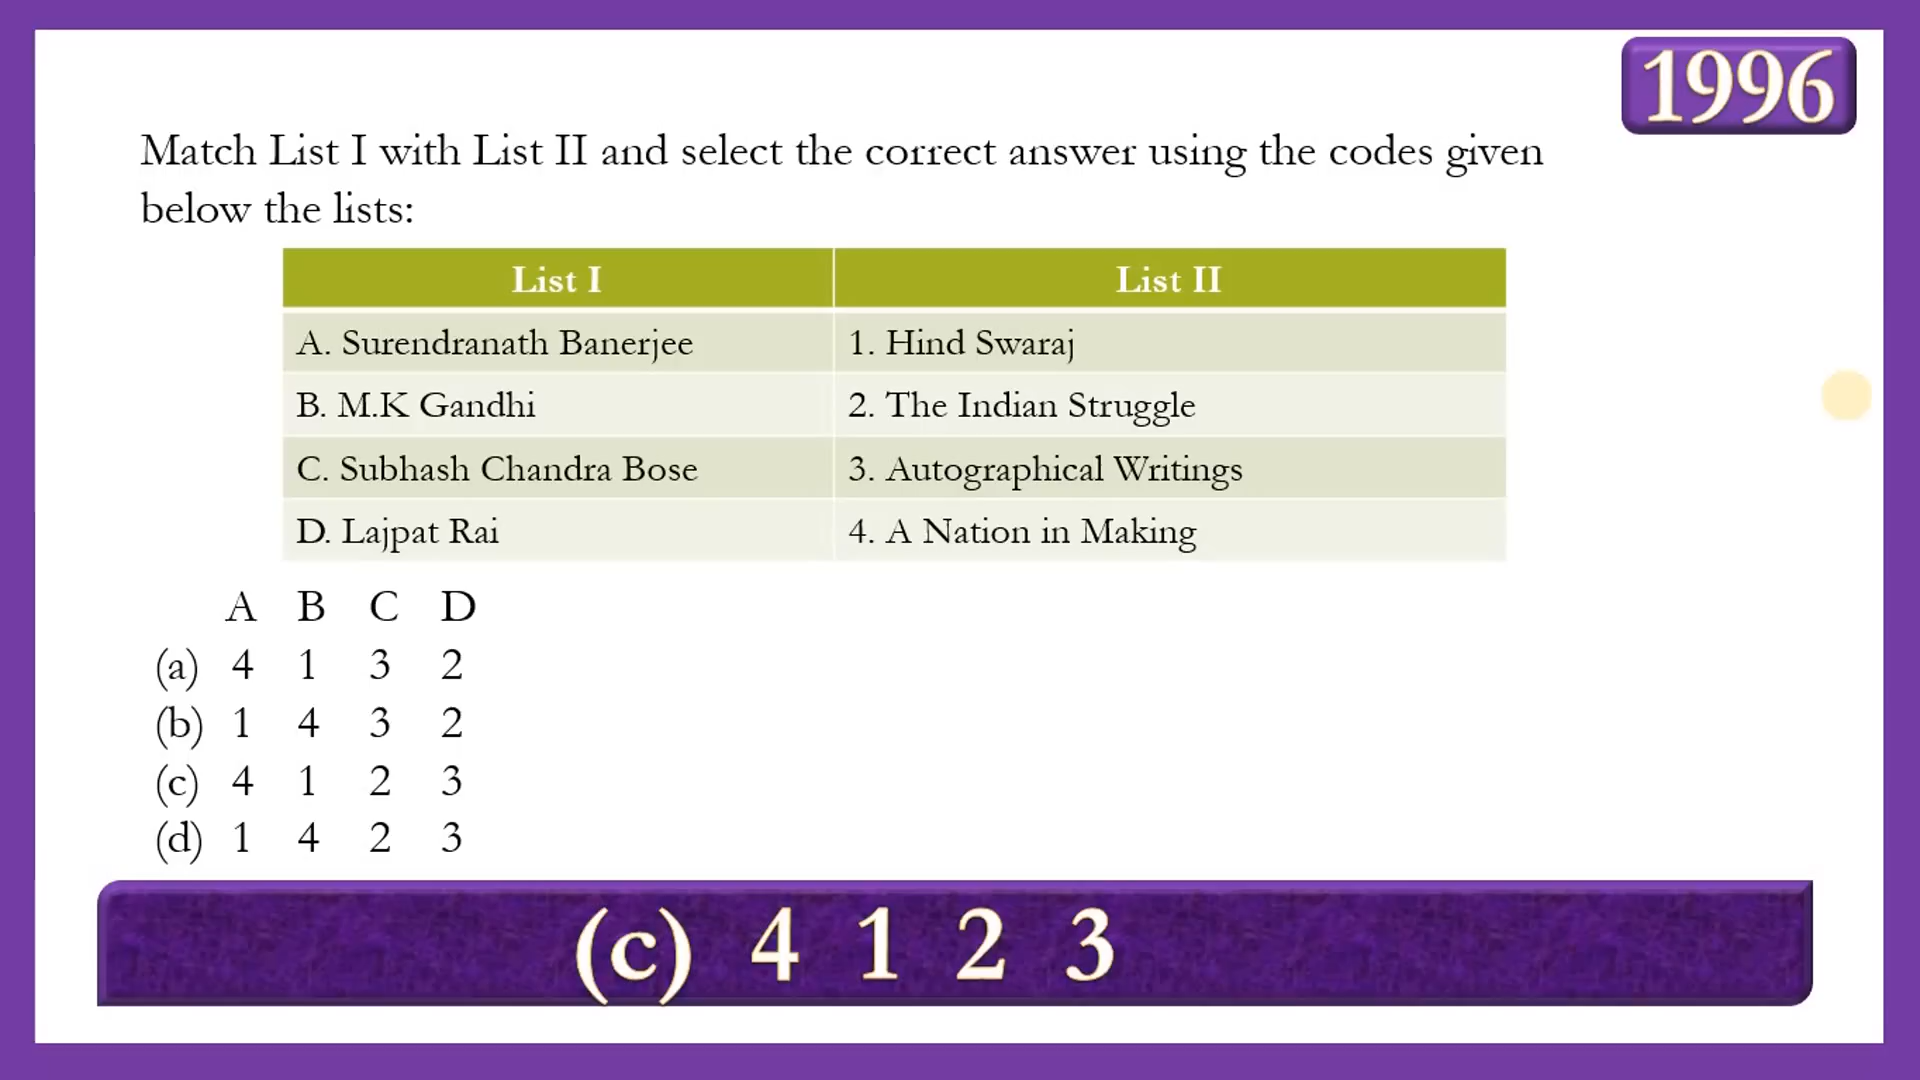 1996
Match List I with List II and select the correct answer using the codes given
below the lists:
List I List II
A. Surendranath Banerjee 1. Hind Swaraj
B. M.K Gandhi 2. The Indian Struggle
C. Subhash Chandra Bose 3. Autographical Writings
D. Lajpat Rai 4. A Nation in Making
A B C D
(a) 4 1 3 2
(b) 1 4 3 2
(c) 4 1 2 3
(d) 1 4 2 3
(c) 4 1 2 3